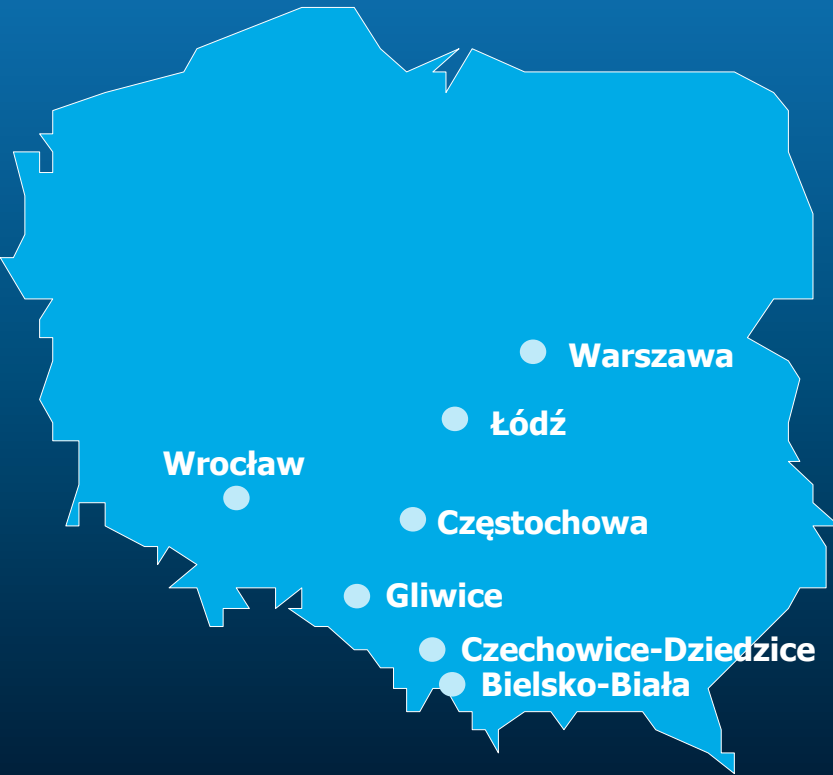 Warszawa
Łódź
Wrocław
Częstochowa
Gliwice
Czechowice-Dziedzice
Bielsko-Biała